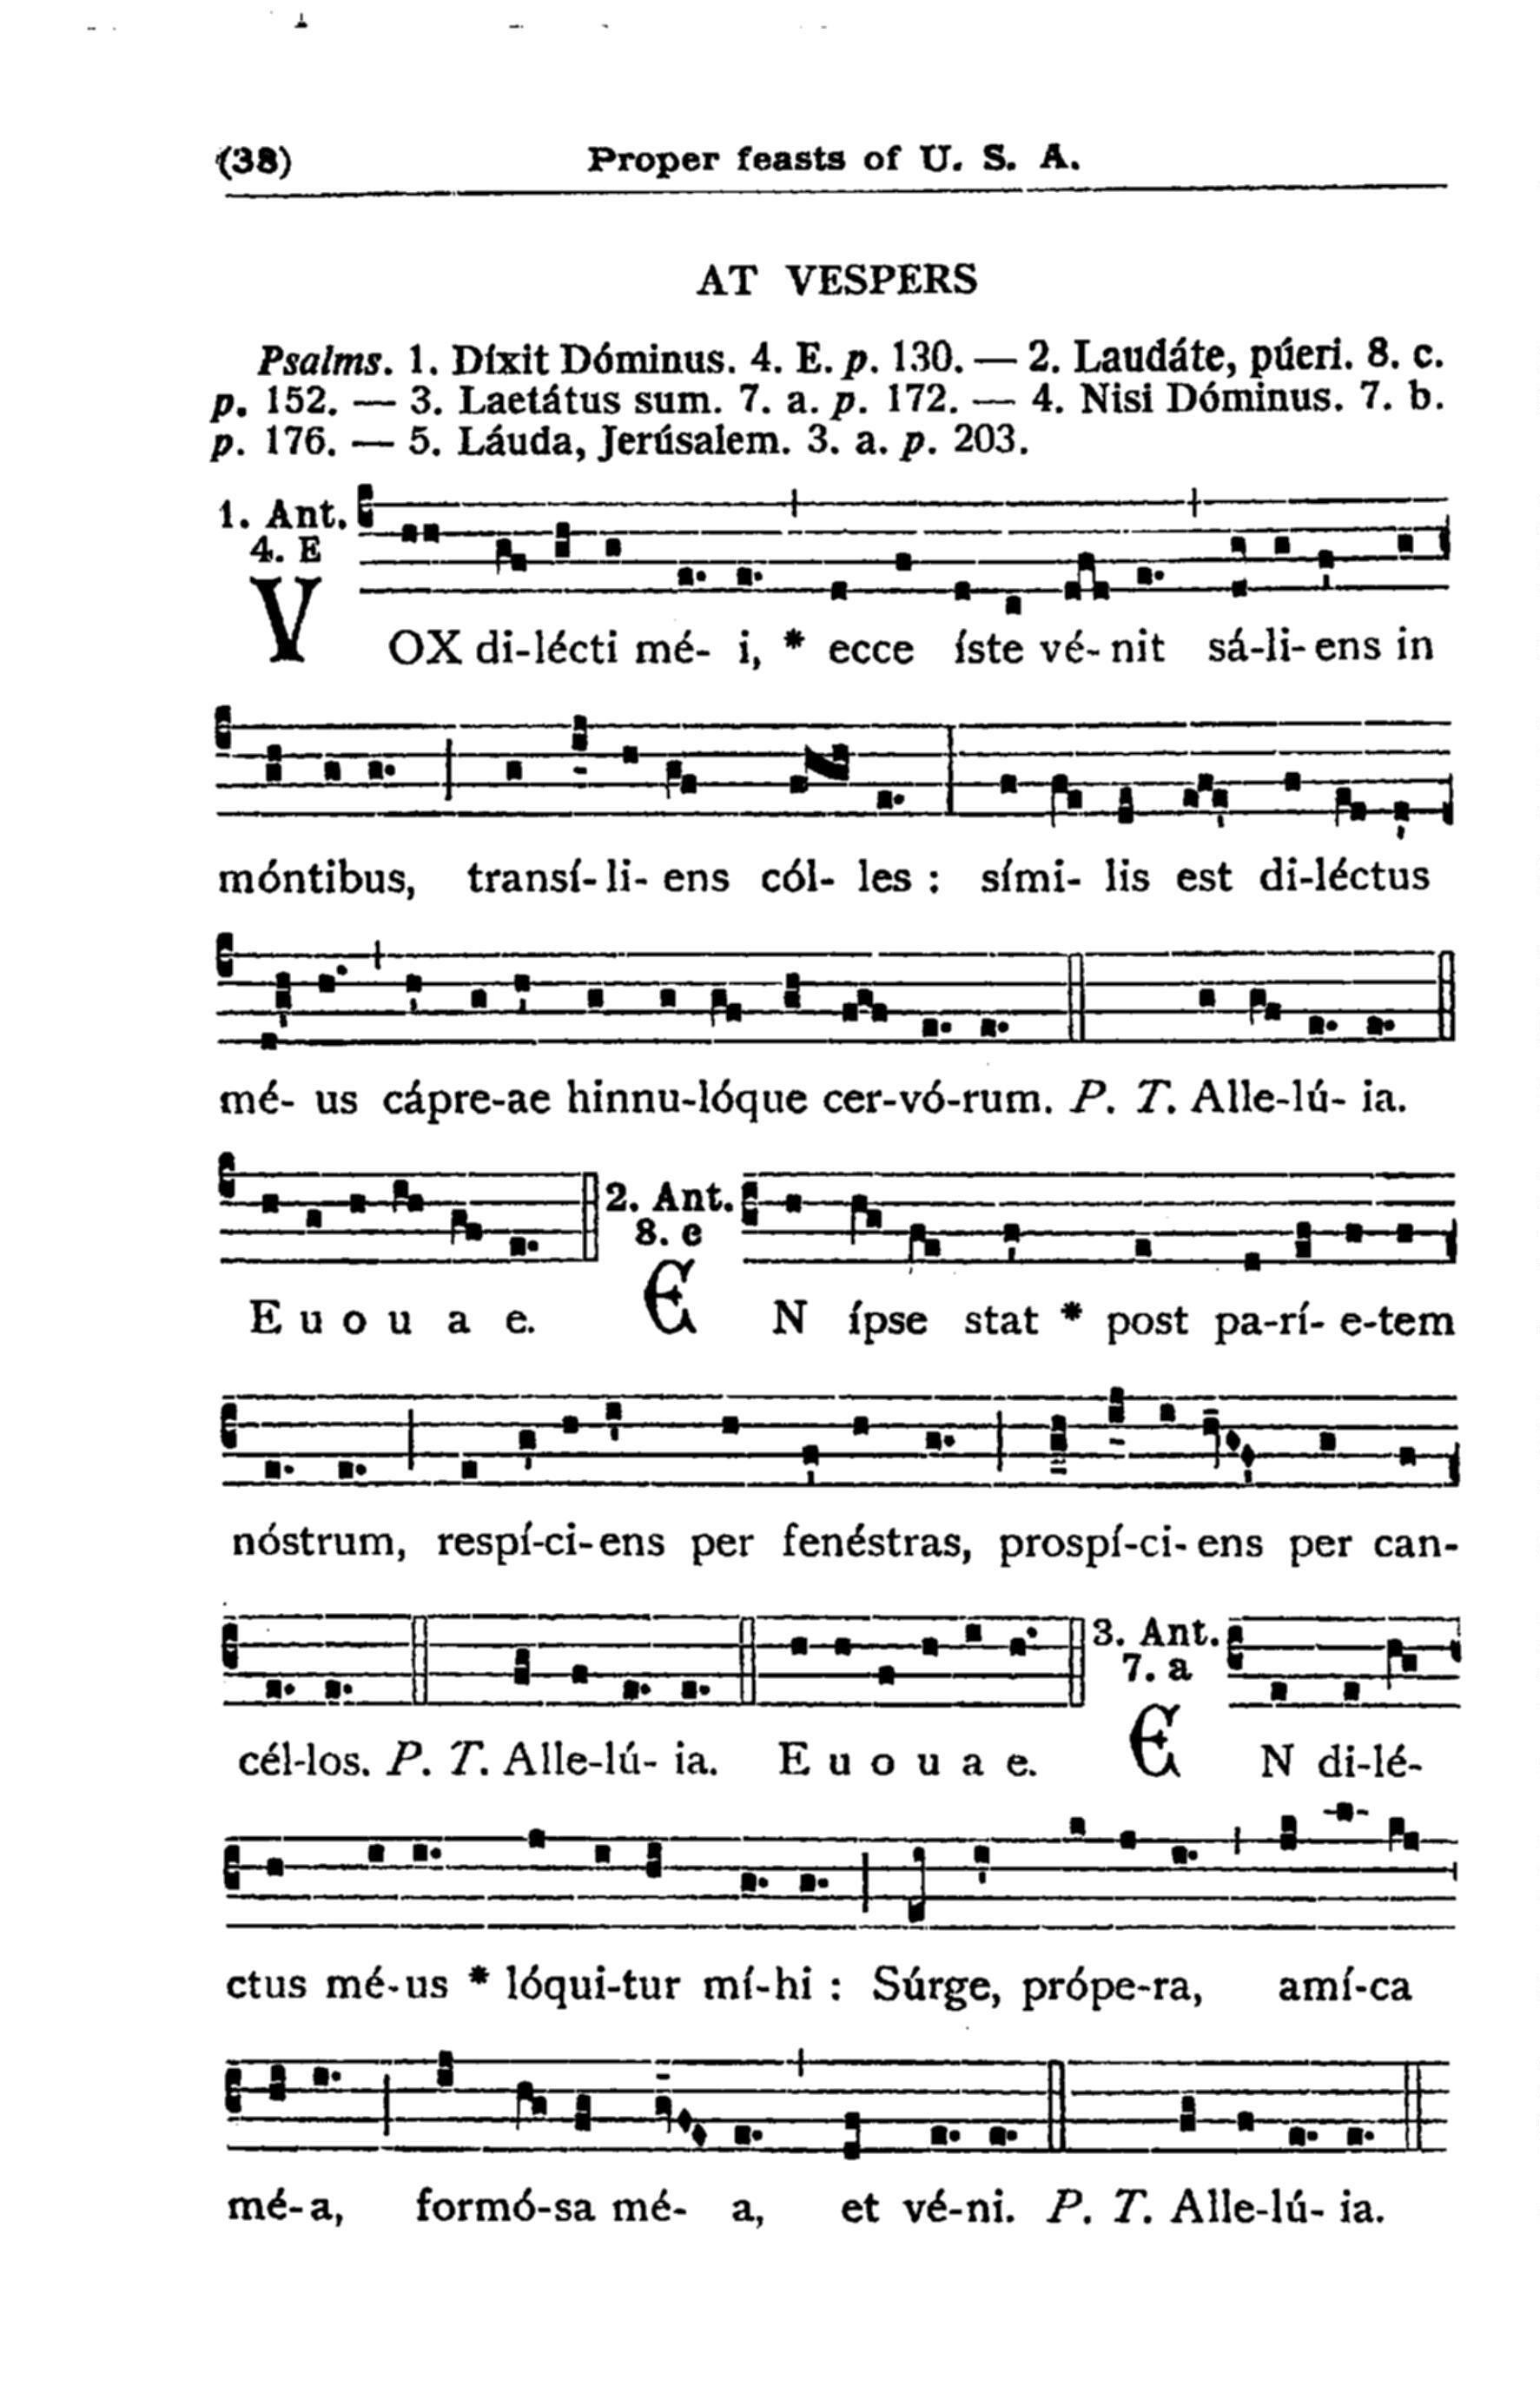 (38) Proper feasts of U. S. A.
AT VESPERS
Psalms. 1. Díxit Dóminus. 4. E. p. 130. — 2. Laudáte, púeri. 8. c.
p. 152. — 3. Laetátus sum. 7. a. p. 172. — 4. Nisi Dóminus. 7. b.
p. 176. — 5. Láuda, Jerúsalem. 3. a. p. 203.
1. Ant.
4. E
VOX di-lécti mé- i, * ecce íste vé- nit sá-li- ens in
móntibus, transí- li- ens cól- les : sími- lis est di-léctus
mé- us cápre-ae hinnu-lóque cer-vó-rum. P. T. Alle-lú- ia.
E u o u a e.
2. Ant.
8. c
EN ípse stat * post pa-rí- e-tem
nóstrum, respí-ci- ens per fenéstras, prospí-ci- ens per can-
cél-los. P. T. Alle-lú- ia. E u o u a e.
3. Ant.
7. a
EN di-lé-
ctus mé-us * lóqui-tur mí-hi : Súrge, própe-ra, amí-ca
mé- a, formó-sa mé- a, et vé-ni. P. T. Alle-lú- ia.